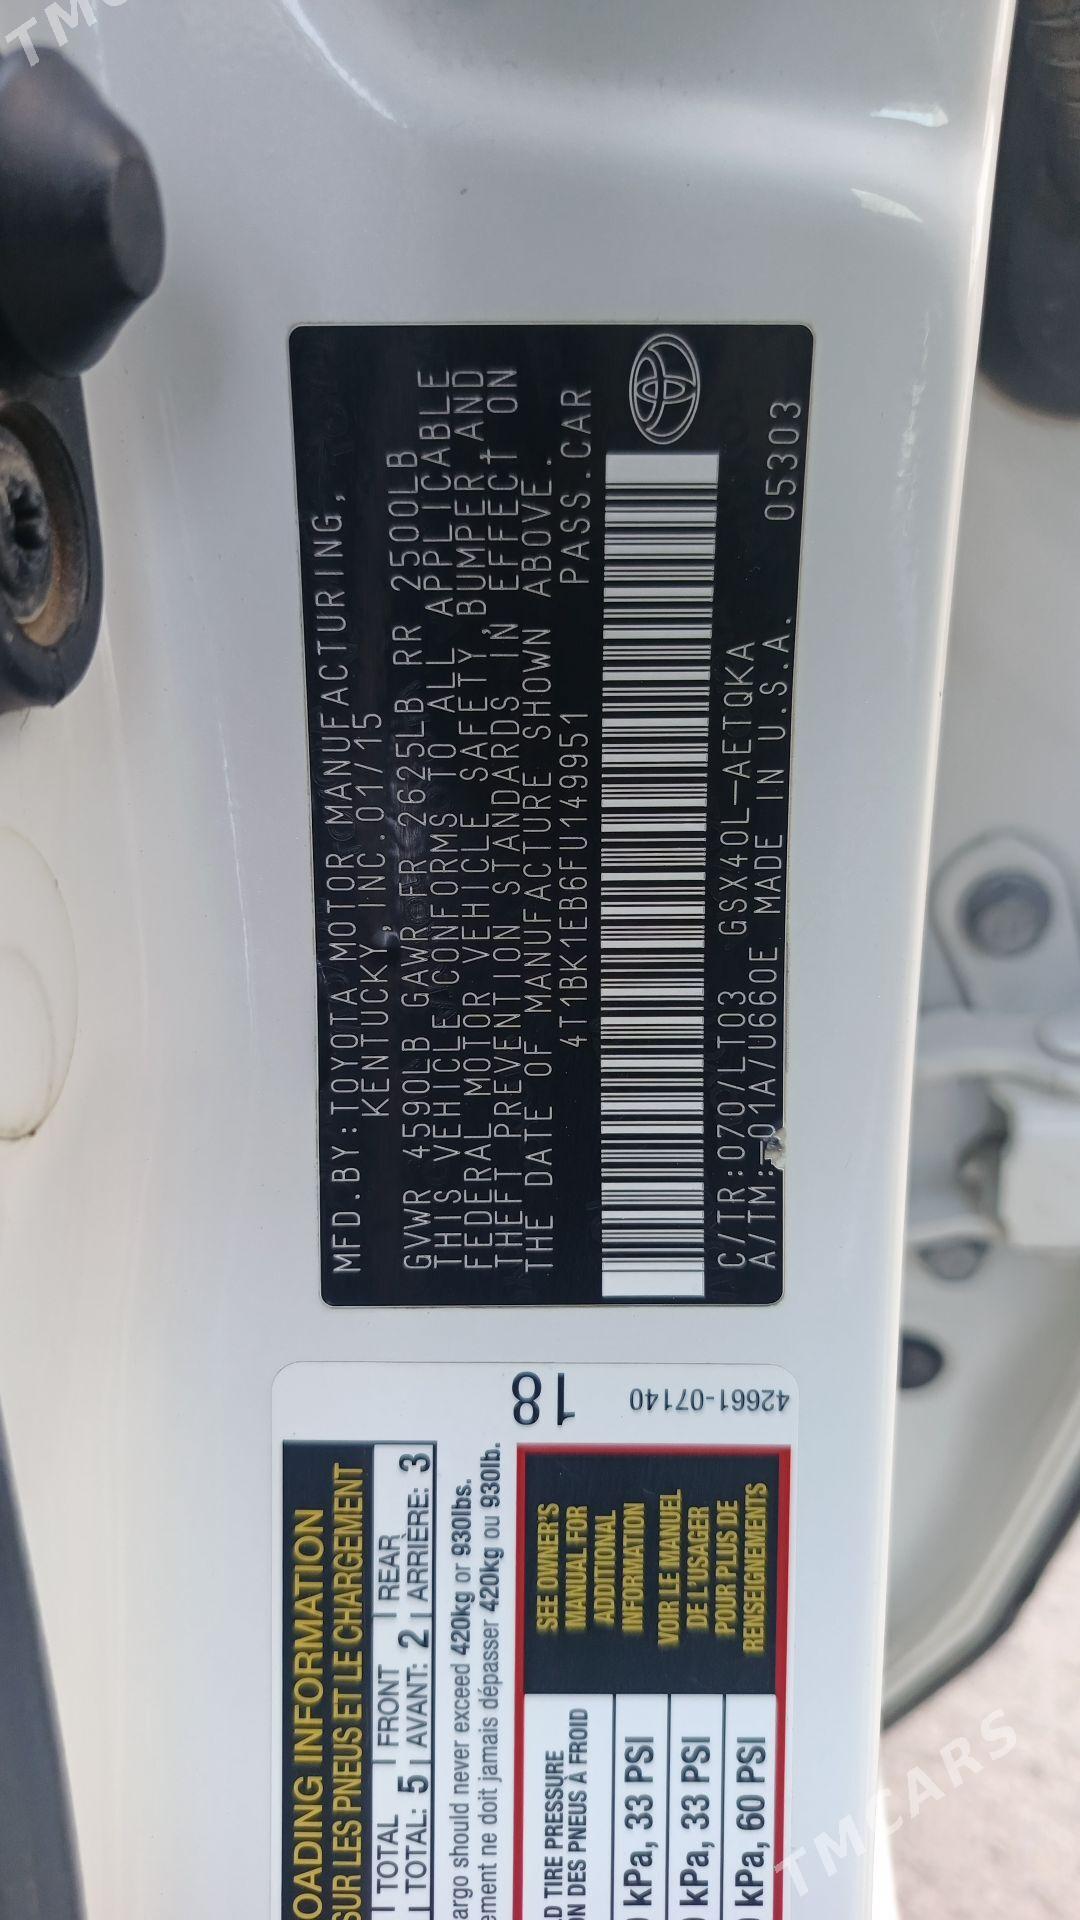 MFD.BY:TOYOTA MOTOR MANUFACTURING,
KENTUCKY, INC.01/15
GVWR 4590LB GAWR FR 2625LB RR 2500LB
THIS VEHICLE CONFORMS TO ALL APPLICABLE
FEDERAL MOTOR VEHICLE SAFETY, BUMPER, AND
THEFT PREVENTION STANDARDS IN EFFECT ON
THE DATE OF MANUFACTURE SHOWN ABOVE.
4T1BK1EB6FU149951 PASS.CAR
C/TR:070/LT03 GSX40L-AETQKA 05303
A/TM:-01A/U660E MADE IN U.S.A.
18
42661-07140
OADING INFORMATION
SUR LES PNEUS ET LE CHARGEMENT
TOTAL FRONT REAR
TOTAL: 5 AVANT: 2 ARRIÈRE: 3
argo should never exceed 420kg or 930lbs.
ement ne doit jamais dépasser 420kg ou 930lb.
D TIRE PRESSURE
ON DES PNEUS À FROID
kPa, 33 PSI
kPa, 33 PSI
kPa, 60 PSI
SEE OWNER'S
MANUAL FOR
ADDITIONAL
INFORMATION
VOIR LE MANUEL
DE L'USAGER
POUR PLUS DE
RENSEIGNEMENTS
TMCARS